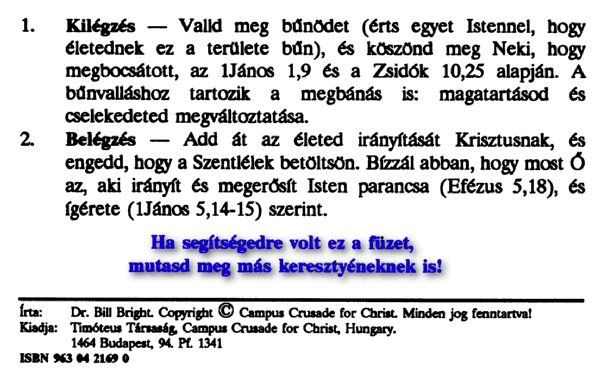 1. Kilégzés — Valld meg bűnödet (érts egyet Istennel, hogy
életednek ez a területe bűn), és köszönd meg Neki, hogy
megbocsátott, az 1János 1,9 és a Zsidók 10,25 alapján. A
bűnvalláshoz tartozik a megbánás is: magatartásod és
cselekedeted megváltoztatása.
2. Belégzés — Add át az életed irányítását Krisztusnak, és
engedd, hogy a Szentlélek betöltsön. Bízzál abban, hogy most Ő
az, aki irányít és megerősít Isten parancsa (Efézus 5,18), és
ígérete (1János 5,14-15) szerint.
Ha segítségedre volt ez a füzet,
mutasd meg más keresztyéneknek is!
Írta: Dr. Bill Bright. Copyright © Campus Crusade for Christ. Minden jog fenntartva!
Kiadja: Timóteus Társaság, Campus Crusade for Christ, Hungary.
1464 Budapest, 94. Pf. 1341
ISBN 963 04 2169 0